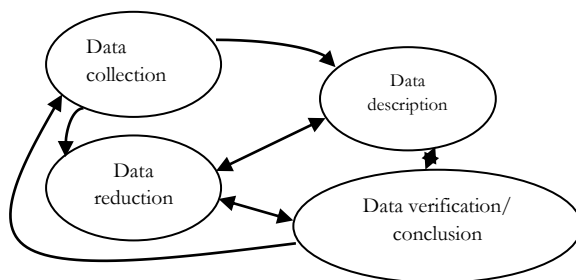 Data
collection
Data
description
Data
reduction
Data verification/
conclusion